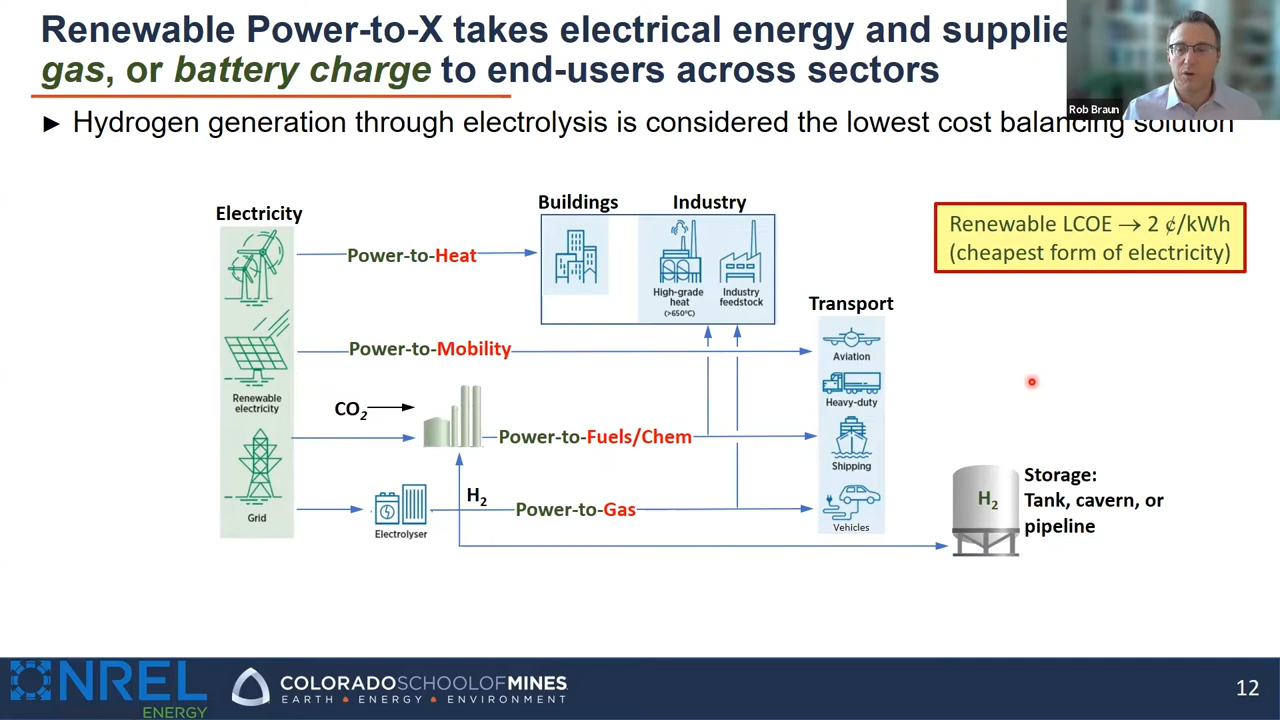 Renewable Power-to-X takes electrical energy and supplie
gas, or battery charge to end-users across sectors
Rob Braun
► Hydrogen generation through electrolysis is considered the lowest cost balancing solution
Electricity
Buildings
Industry
Renewable LCOE → 2 ¢/kWh
(cheapest form of electricity)
Power-to-Heat
High-grade
heat
(>650°C)
Industry
feedstock
Transport
Power-to-Mobility
Aviation
Renewable
electricity
CO2
Heavy-duty
Power-to-Fuels/Chem
Shipping
Storage:
Tank, cavern, or
pipeline
H2
H2
Power-to-Gas
Grid
Electrolyser
Vehicles
NREL
ENERGY
COLORADOSCHOOLOFMINES
EARTH • ENERGY • ENVIRONMENT
12